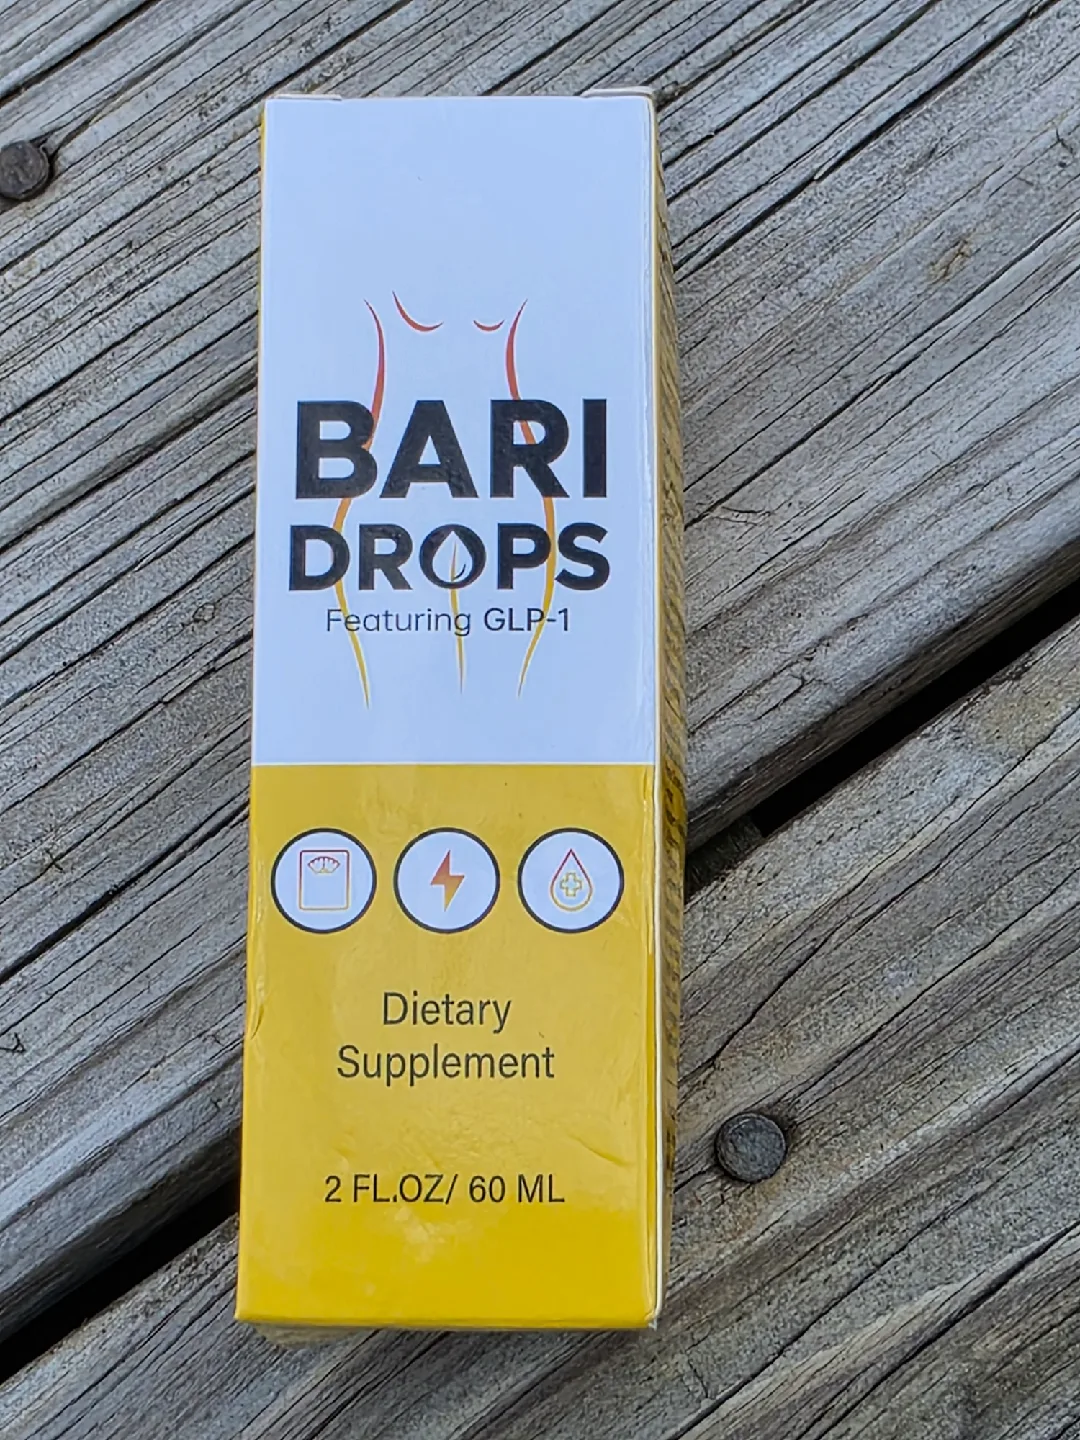 BARI
DROPS
Featuring GLP-1
Dietary
Supplement
2 FL.OZ/ 60 ML